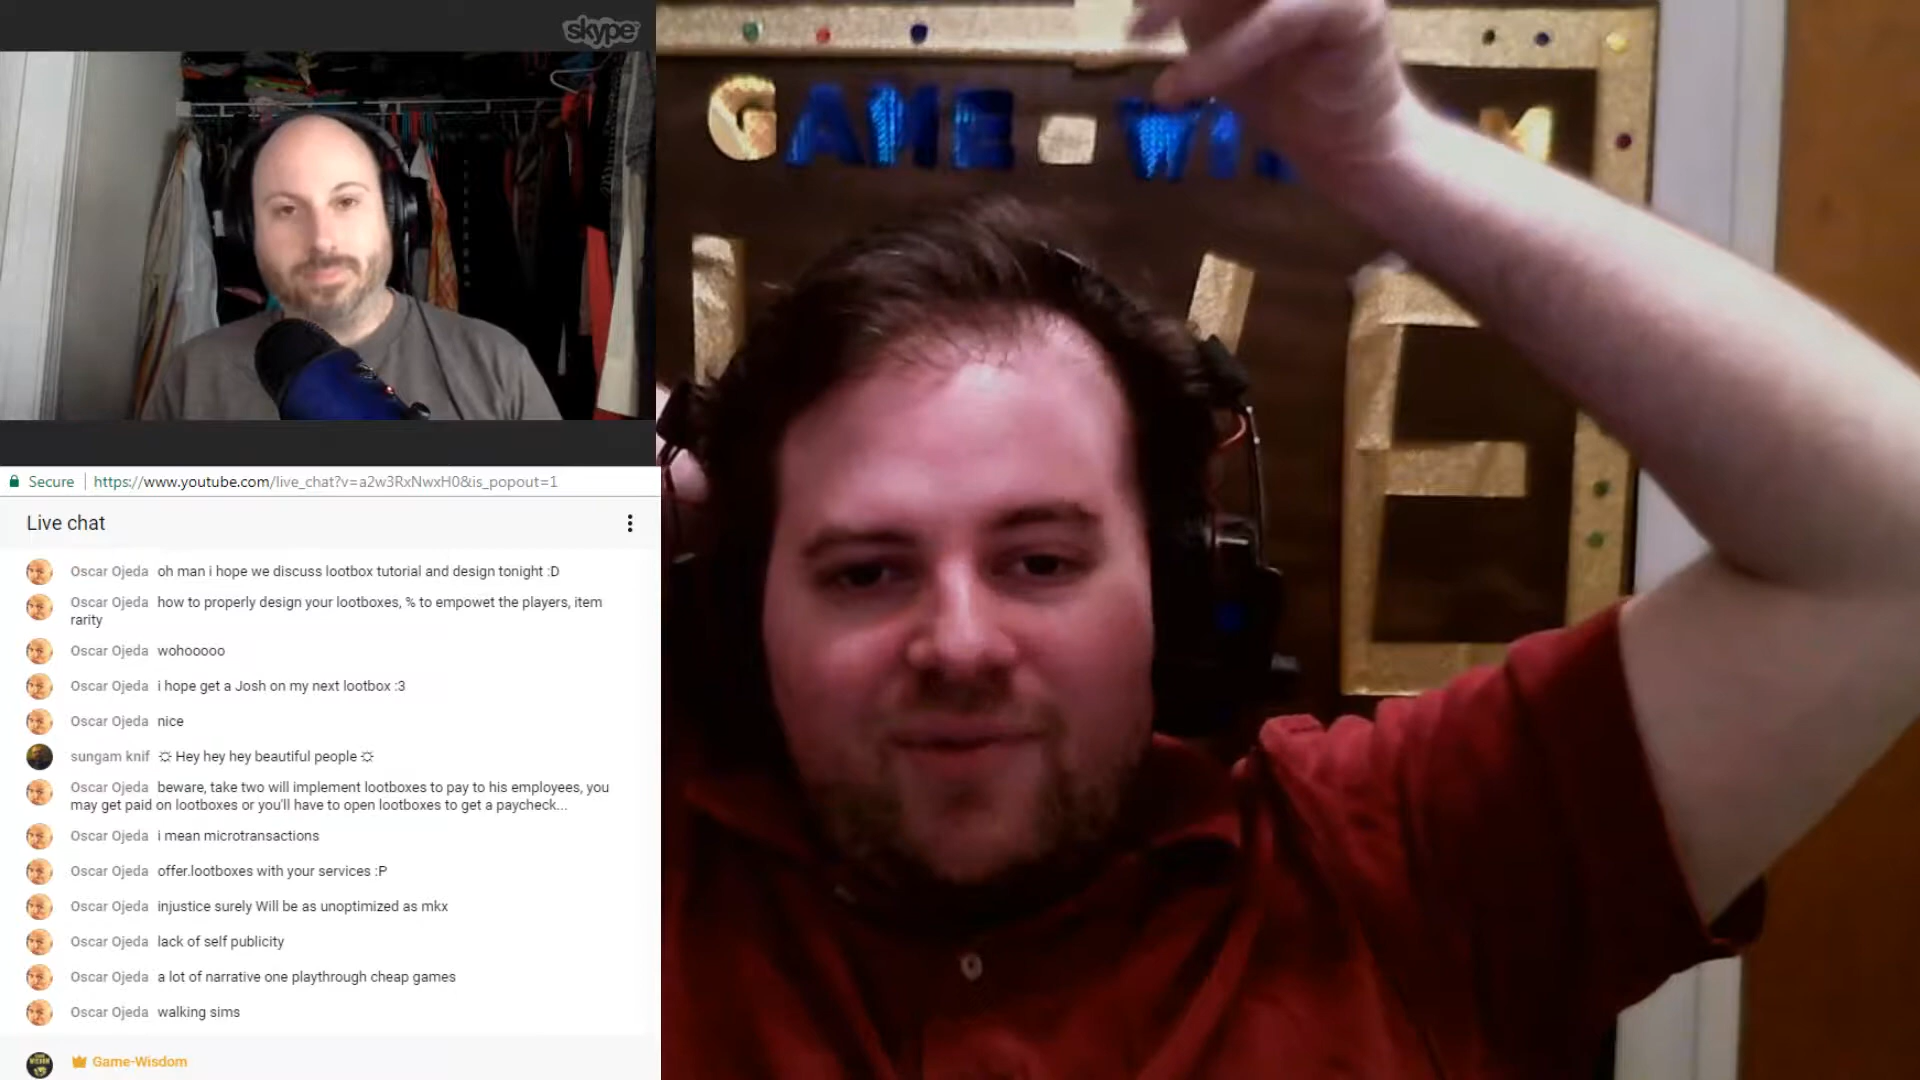 skype™
GAME-WIS M
LIVE
Secure https://www.youtube.com/live_chat?v=a2w3RxNwxH0&is_popout=1
Live chat
Oscar Ojeda oh man i hope we discuss lootbox tutorial and design tonight :D
Oscar Ojeda how to properly design your lootboxes, % to empowet the players, item
rarity
Oscar Ojeda wohooooo
Oscar Ojeda i hope get a Josh on my next lootbox :3
Oscar Ojeda nice
sungam knif ☼ Hey hey hey beautiful people ☼
Oscar Ojeda beware, take two will implement lootboxes to pay to his employees, you
may get paid on lootboxes or you'll have to open lootboxes to get a paycheck...
Oscar Ojeda i mean microtransactions
Oscar Ojeda offer.lootboxes with your services :P
Oscar Ojeda injustice surely Will be as unoptimized as mkx
Oscar Ojeda lack of self publicity
Oscar Ojeda a lot of narrative one playthrough cheap games
Oscar Ojeda walking sims
Game-Wisdom